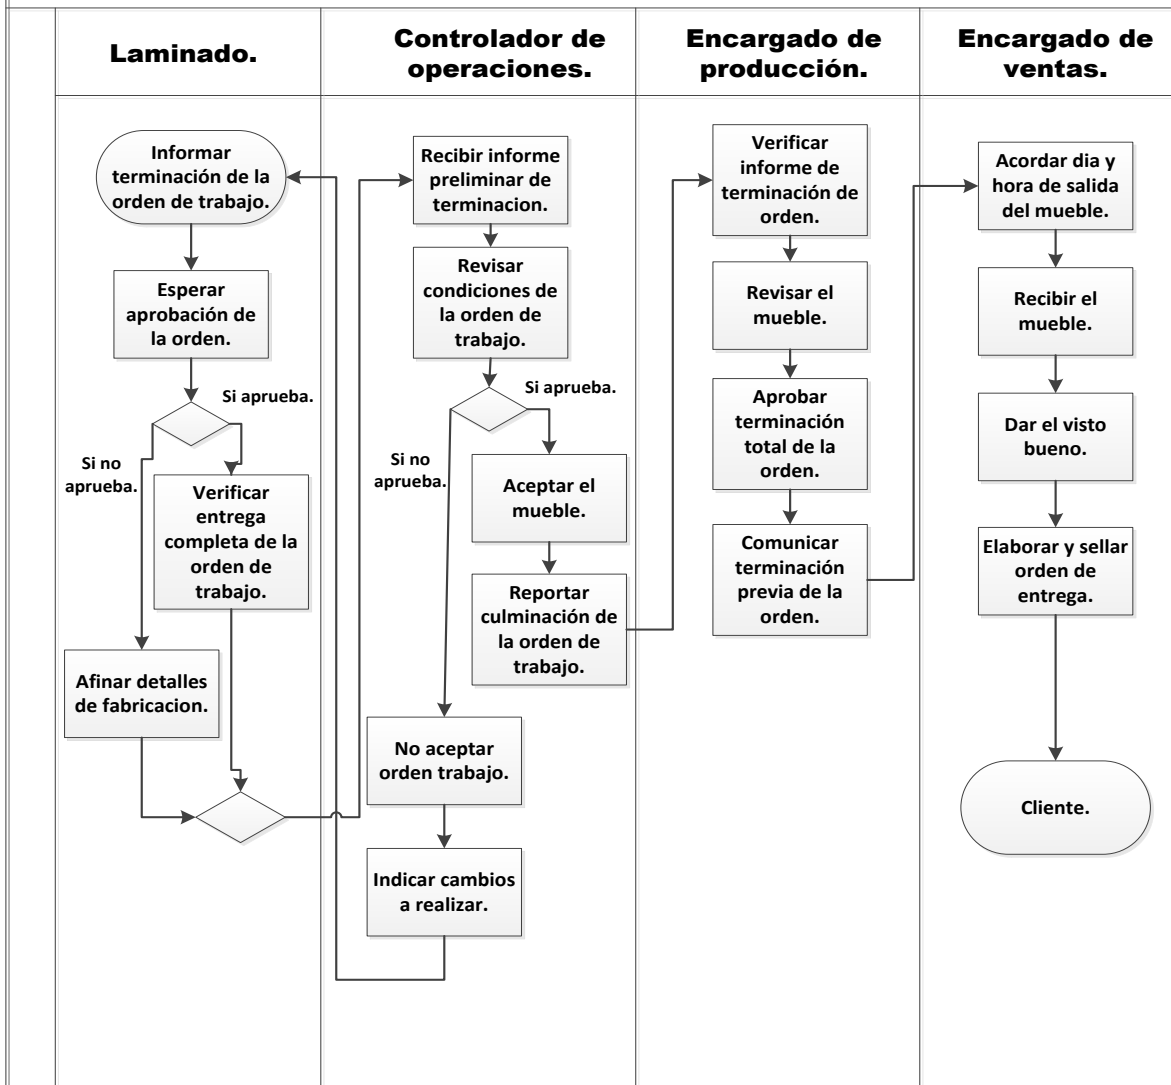 Laminado.
Controlador de
operaciones.
Encargado de
producción.
Encargado de
ventas.
Informar
terminación de la
orden de trabajo.
Esperar
aprobación de
la orden.
Si aprueba.
Si no
aprueba.
Verificar
entrega
completa de la
orden de
trabajo.
Afinar detalles
de fabricacion.
Recibir informe
preliminar de
terminacion.
Revisar
condiciones de
la orden de
trabajo.
Si aprueba.
Si no
aprueba.
Aceptar el
mueble.
Reportar
culminación de
la orden de
trabajo.
No aceptar
orden trabajo.
Indicar cambios
a realizar.
Verificar
informe de
terminación de
orden.
Revisar el
mueble.
Aprobar
terminación
total de la
orden.
Comunicar
terminación
previa de la
orden.
Acordar dia y
hora de salida
del mueble.
Recibir el
mueble.
Dar el visto
bueno.
Elaborar y sellar
orden de
entrega.
Cliente.